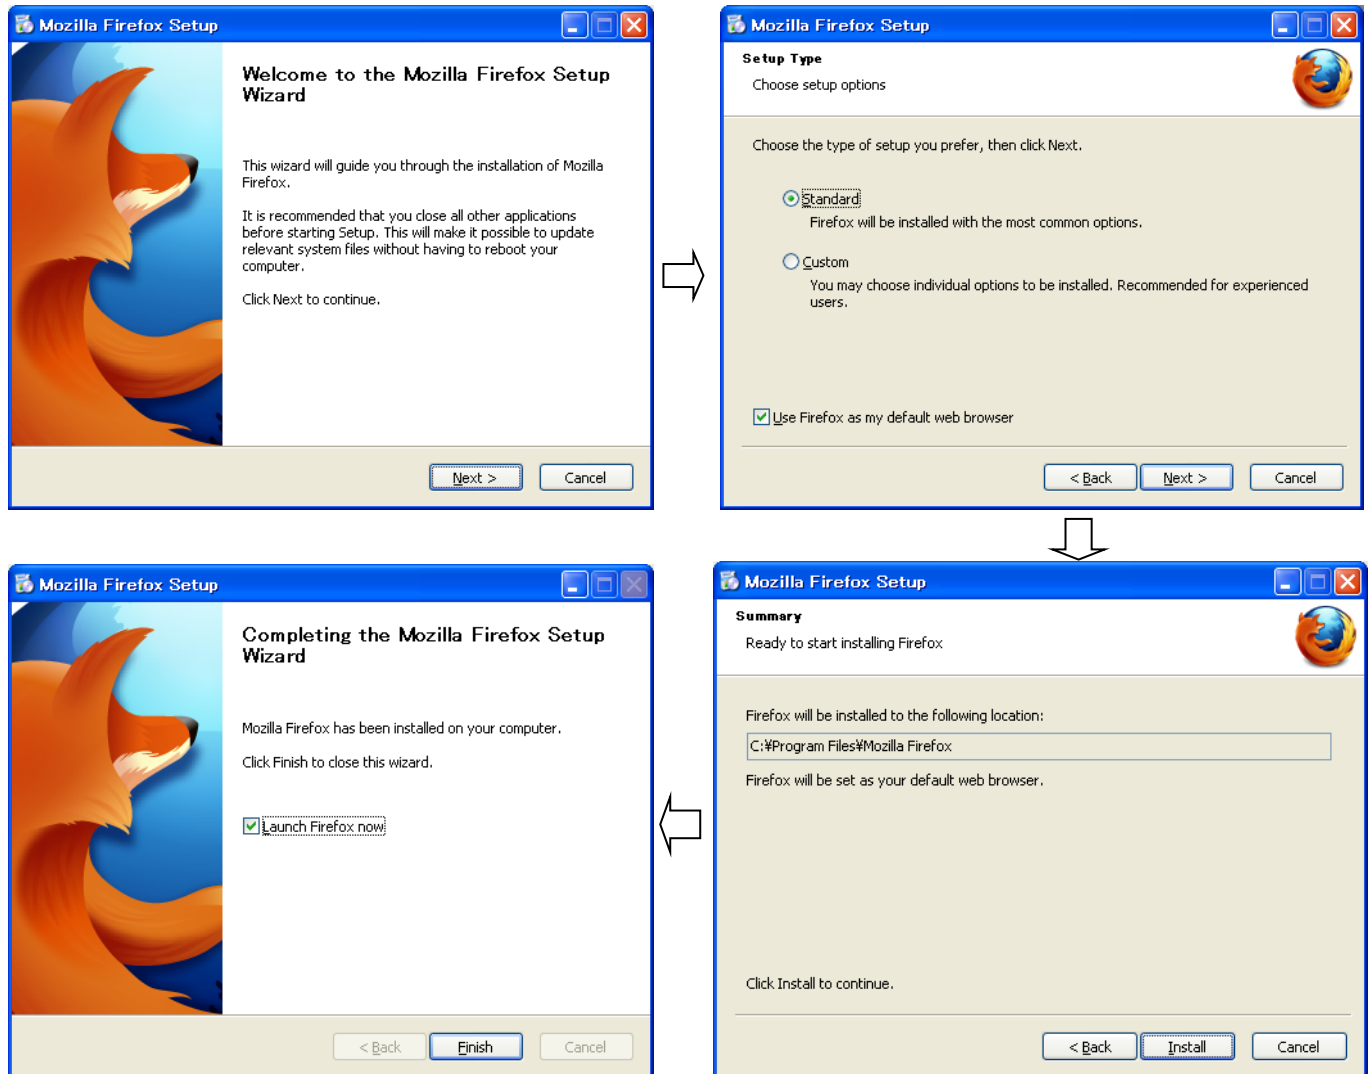 Mozilla Firefox Setup
Welcome to the Mozilla Firefox Setup
Wizard
This wizard will guide you through the installation of Mozilla
Firefox.
It is recommended that you close all other applications
before starting Setup. This will make it possible to update
relevant system files without having to reboot your
computer.
Click Next to continue.
Next >
Cancel
Mozilla Firefox Setup
Setup Type
Choose setup options
Choose the type of setup you prefer, then click Next.
Standard
Firefox will be installed with the most common options.
Custom
You may choose individual options to be installed. Recommended for experienced
users.
Use Firefox as my default web browser
< Back
Next >
Cancel
Mozilla Firefox Setup
Summary
Ready to start installing Firefox
Firefox will be installed to the following location:
C:¥Program Files¥Mozilla Firefox
Firefox will be set as your default web browser.
Click Install to continue.
< Back
Install
Cancel
Mozilla Firefox Setup
Completing the Mozilla Firefox Setup
Wizard
Mozilla Firefox has been installed on your computer.
Click Finish to close this wizard.
Launch Firefox now
< Back
Finish
Cancel